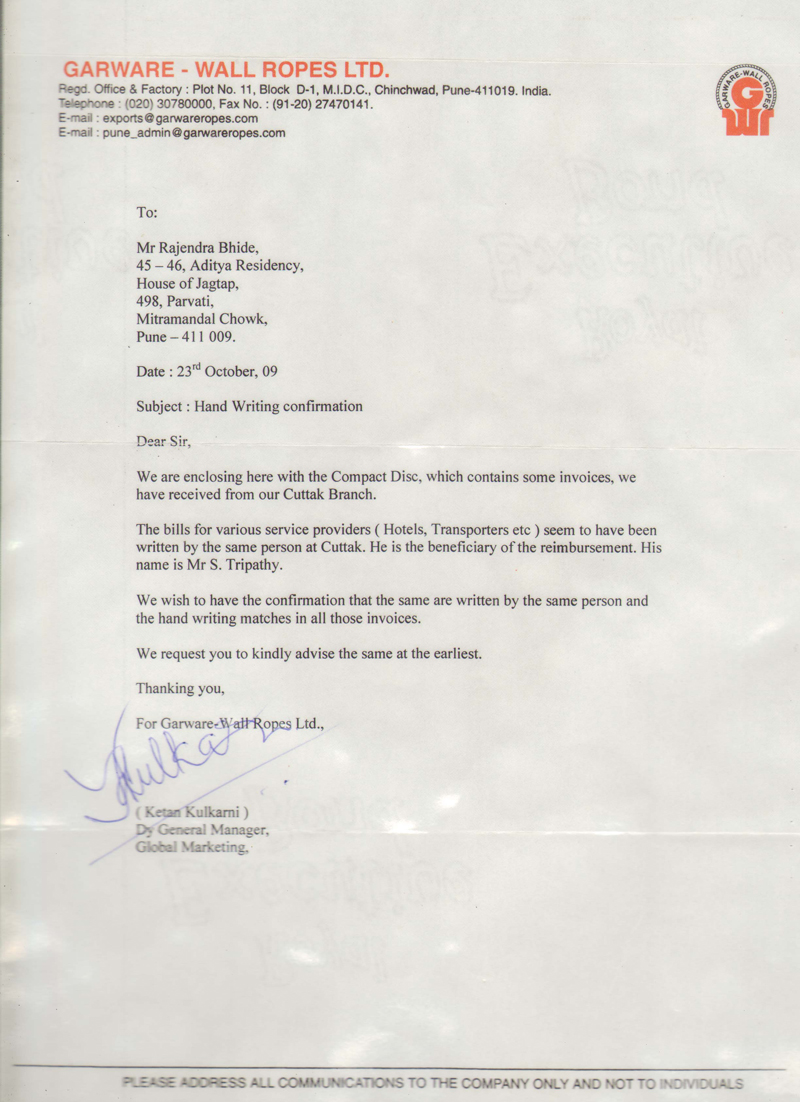 GARWARE - WALL ROPES LTD.
Regd. Office & Factory : Plot No. 11, Block D-1, M.I.D.C., Chinchwad, Pune-411019. India.
Telephone : (020) 30780000, Fax No. : (91-20) 27470141.
E-mail : exports@garwareropes.com
E-mail : pune_admin@garwareropes.com
GARWARE-WALL ROPES
GWR
To:
Mr Rajendra Bhide,
45 – 46, Aditya Residency,
House of Jagtap,
498, Parvati,
Mitramandal Chowk,
Pune – 411 009.
Date : 23rd October, 09
Subject : Hand Writing confirmation
Dear Sir,
We are enclosing here with the Compact Disc, which contains some invoices, we
have received from our Cuttak Branch.
The bills for various service providers ( Hotels, Transporters etc ) seem to have been
written by the same person at Cuttak. He is the beneficiary of the reimbursement. His
name is Mr S. Tripathy.
We wish to have the confirmation that the same are written by the same person and
the hand writing matches in all those invoices.
We request you to kindly advise the same at the earliest.
Thanking you,
For Garware-Wall Ropes Ltd.,
( Ketan Kulkarni )
Dy General Manager,
Global Marketing,
PLEASE ADDRESS ALL COMMUNICATIONS TO THE COMPANY ONLY AND NOT TO INDIVIDUALS